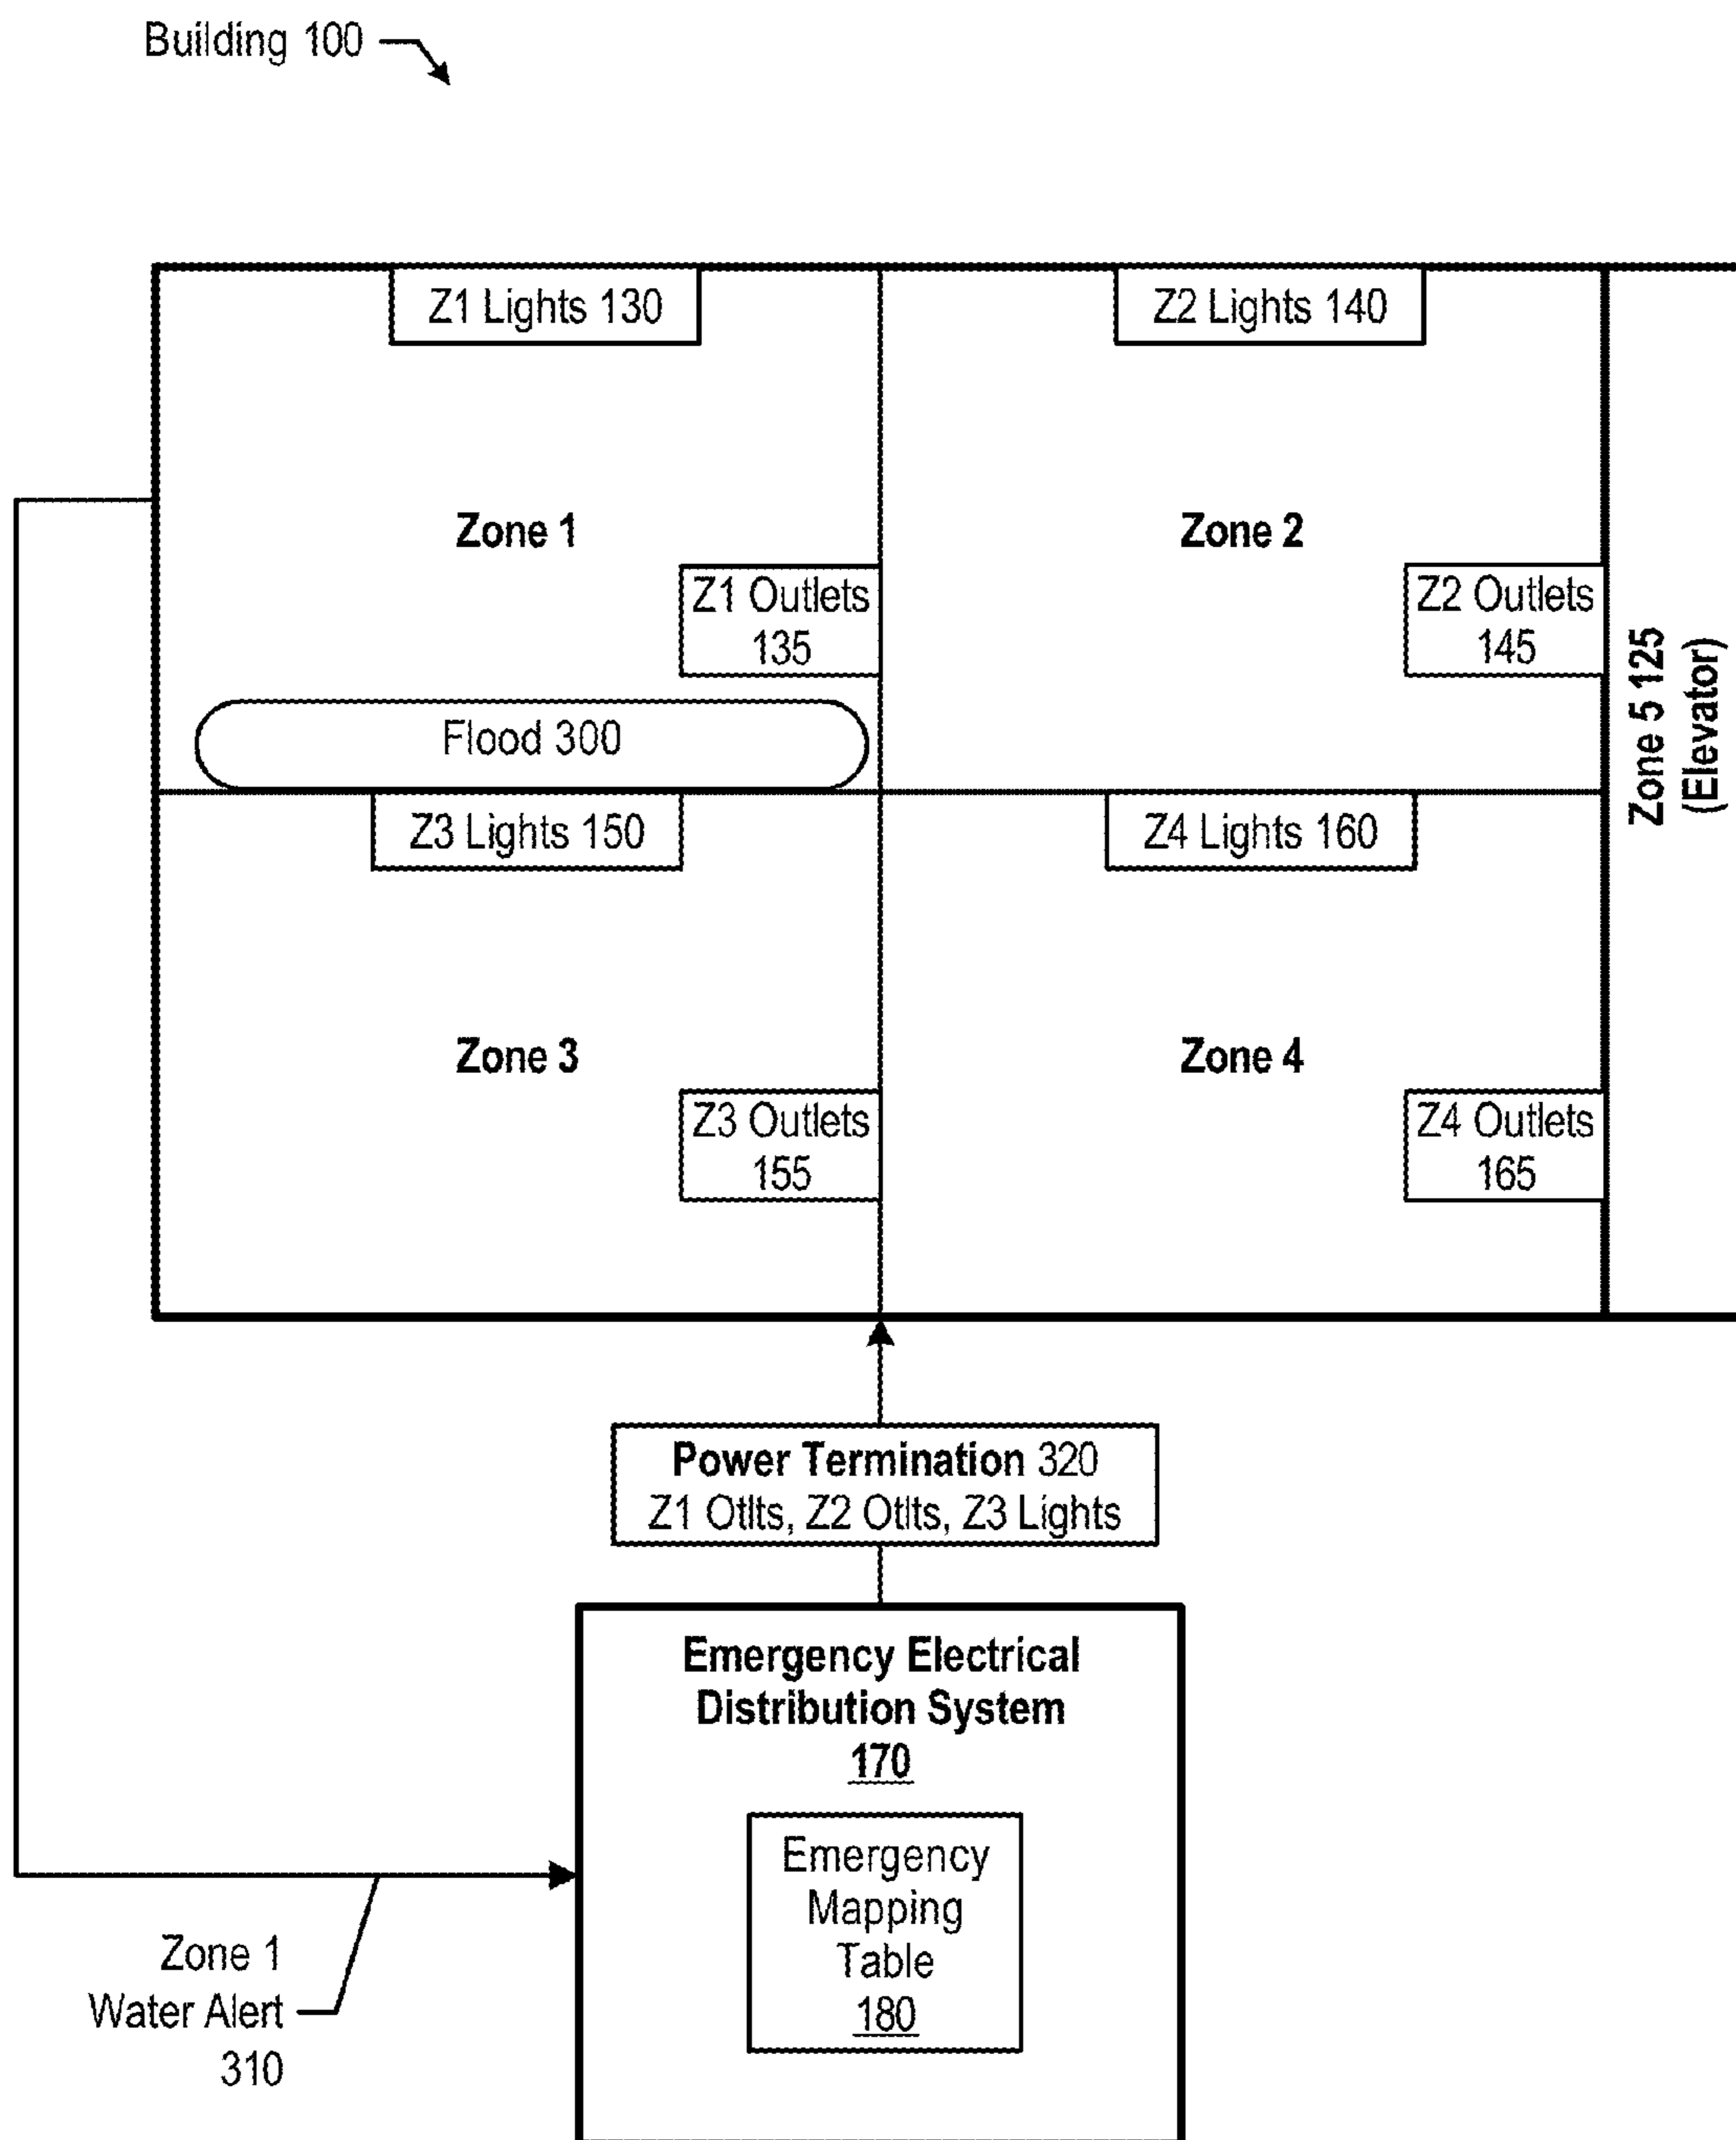 Building 100
Z1 Lights 130
Z2 Lights 140
Zone 1
Zone 2
Z1 Outlets
135
Z2 Outlets
145
Zone 5 125
(Elevator)
Flood 300
Z3 Lights 150
Z4 Lights 160
Zone 3
Zone 4
Z3 Outlets
155
Z4 Outlets
165
Power Termination 320
Z1 Otlts, Z2 Otlts, Z3 Lights
Emergency Electrical
Distribution System
170
Emergency
Mapping
Table
180
Zone 1
Water Alert
310